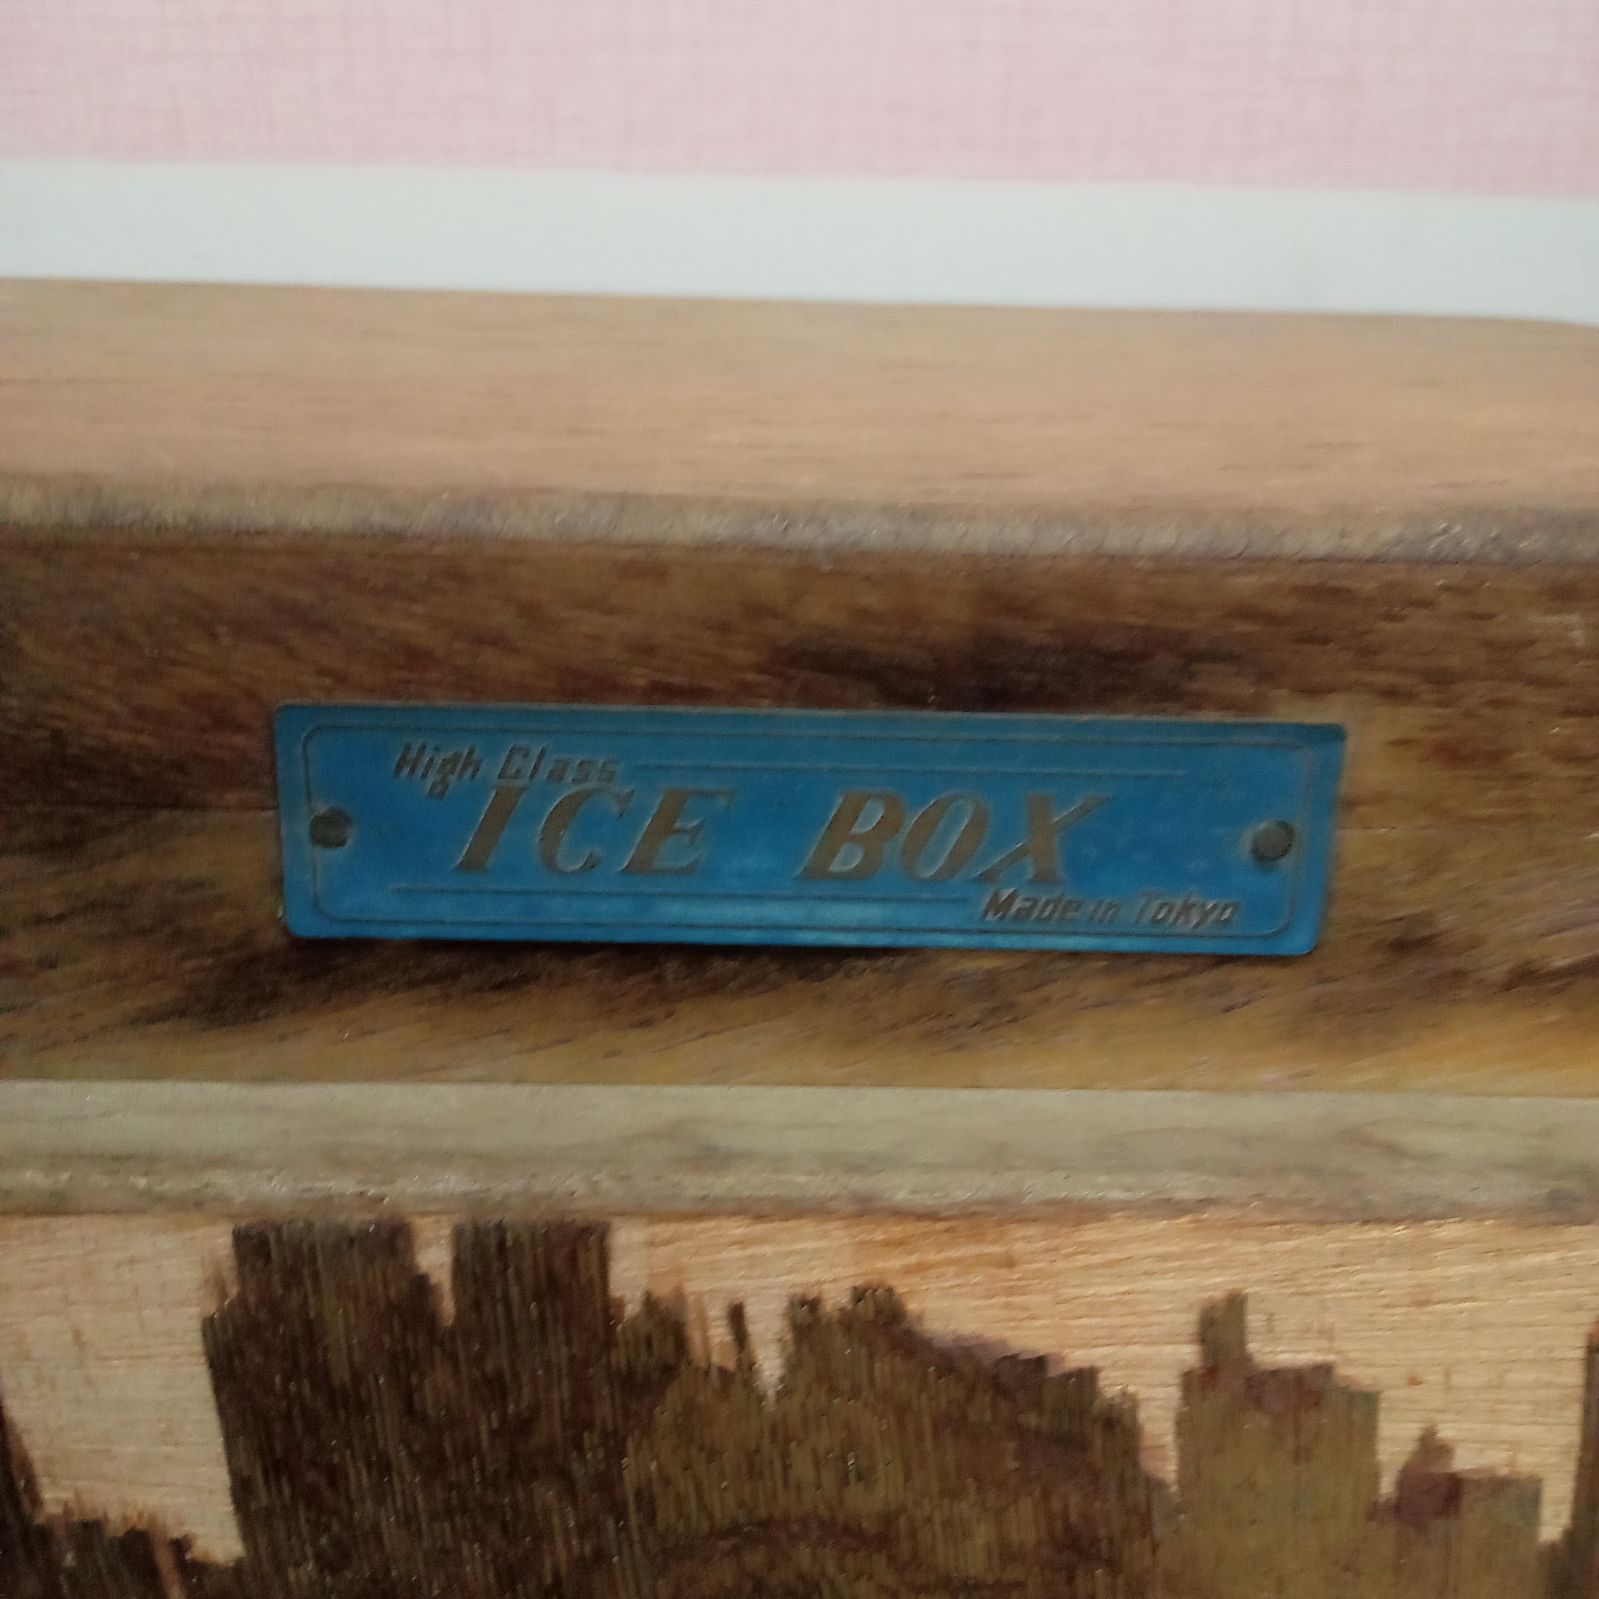 High Class
ICE BOX
Made in Tokyo